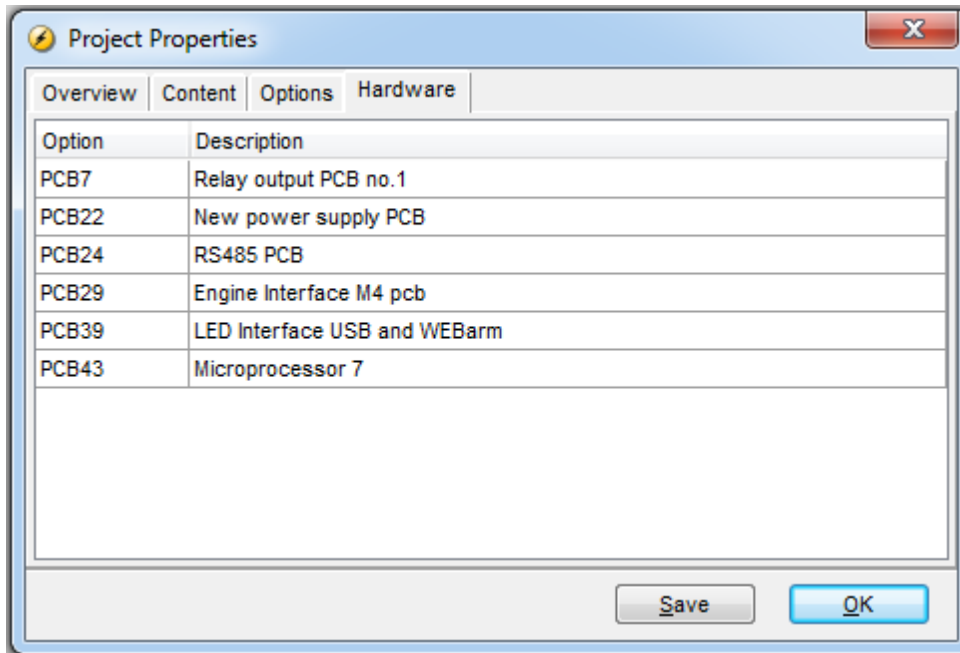 Project Properties
Overview Content Options Hardware
Option Description
PCB7 Relay output PCB no.1
PCB22 New power supply PCB
PCB24 RS485 PCB
PCB29 Engine Interface M4 pcb
PCB39 LED Interface USB and WEBarm
PCB43 Microprocessor 7
Save OK